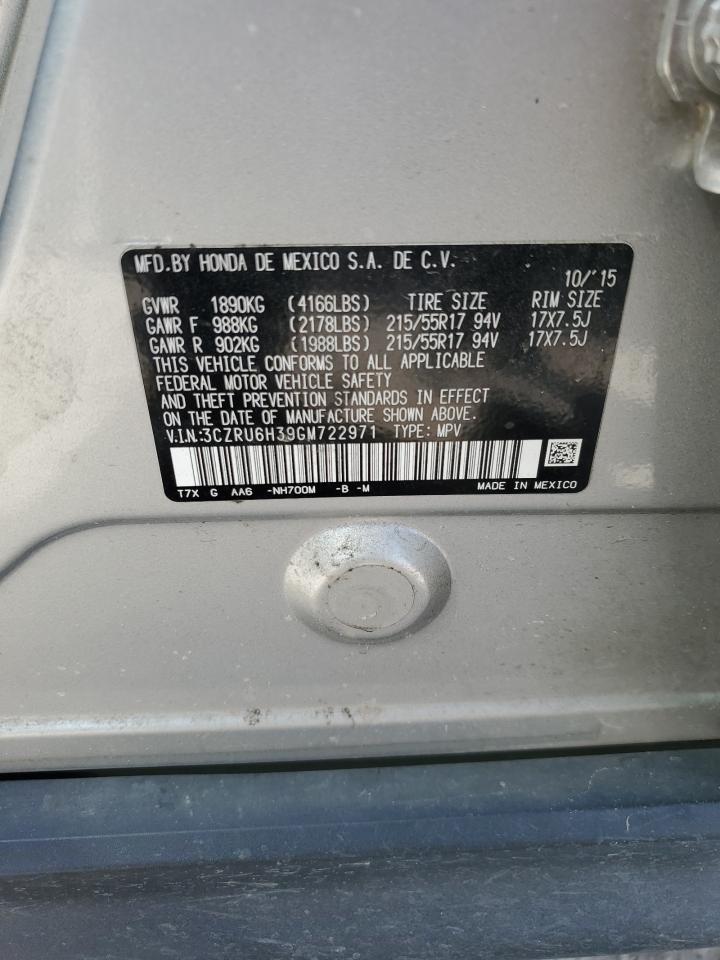 MFD.BY HONDA DE MEXICO S.A. DE C.V.
10/'15
GVWR 1890KG (4166LBS) TIRE SIZE RIM SIZE
GAWR F 988KG (2178LBS) 215/55R17 94V 17X7.5J
GAWR R 902KG (1988LBS) 215/55R17 94V 17X7.5J
THIS VEHICLE CONFORMS TO ALL APPLICABLE
FEDERAL MOTOR VEHICLE SAFETY
AND THEFT PREVENTION STANDARDS IN EFFECT
ON THE DATE OF MANUFACTURE SHOWN ABOVE.
V.I.N:3CZRU6H39GM722971 TYPE: MPV
T7X G AA6 -NH700M -B -M MADE IN MEXICO